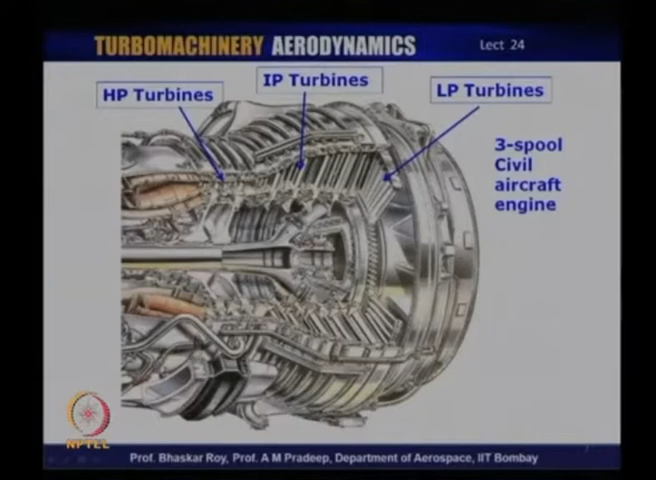 TURBOMACHINERY AERODYNAMICS
Lect 24
HP Turbines
IP Turbines
LP Turbines
3-spool
Civil
aircraft
engine
NPTEL
Prof. Bhaskar Roy, Prof. A M Pradeep, Department of Aerospace, IIT Bombay